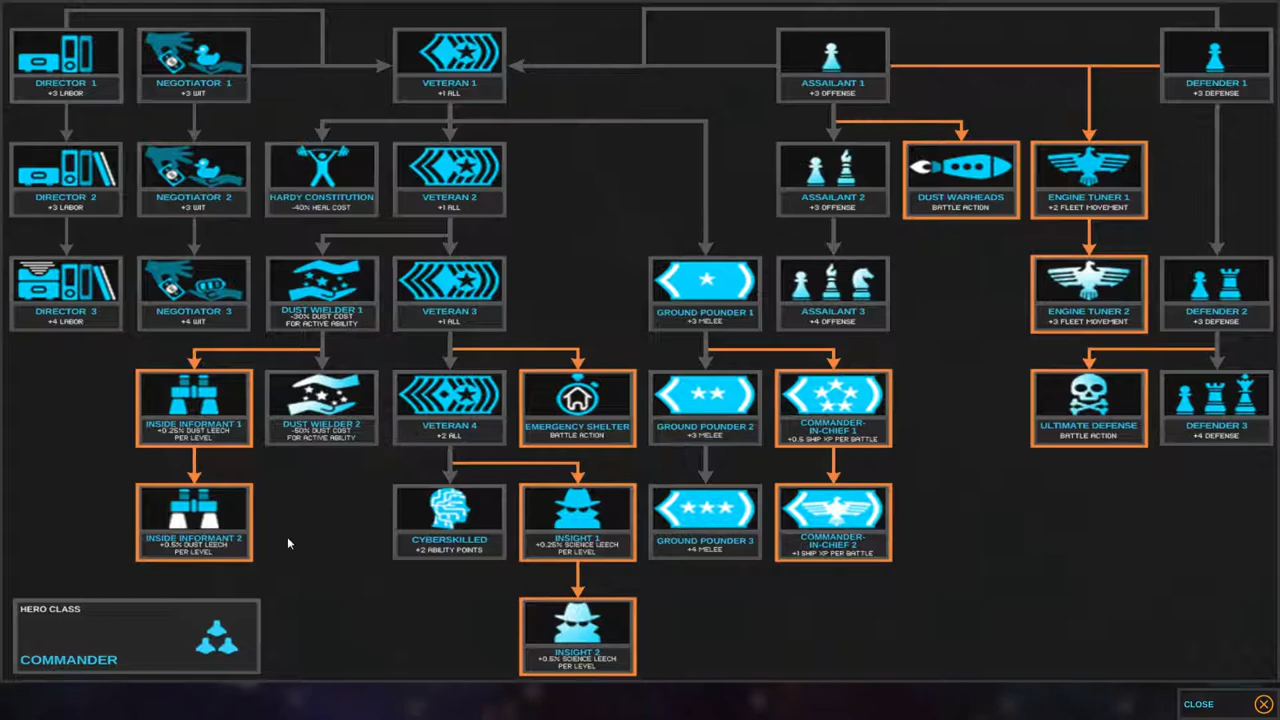 DIRECTOR 1
+3 LABOR
NEGOTIATOR 1
+3 WIT
VETERAN 1
+1 ALL
ASSAILANT 1
+3 OFFENSE
DEFENDER 1
+3 DEFENSE
DIRECTOR 2
+3 LABOR
NEGOTIATOR 2
+3 WIT
HARDY CONSTITUTION
-40% HEAL COST
VETERAN 2
+1 ALL
ASSAILANT 2
+3 OFFENSE
DUST WARHEADS
BATTLE ACTION
ENGINE TUNER 1
+2 FLEET MOVEMENT
DIRECTOR 3
+4 LABOR
NEGOTIATOR 3
+4 WIT
DUST WIELDER 1
-30% DUST COST
FOR ACTIVE ABILITY
VETERAN 3
+1 ALL
GROUND POUNDER 1
+3 MELEE
ASSAILANT 3
+4 OFFENSE
ENGINE TUNER 2
+3 FLEET MOVEMENT
DEFENDER 2
+3 DEFENSE
INSIDE INFORMANT 1
+0.25% DUST LEECH
PER LEVEL
DUST WIELDER 2
-50% DUST COST
FOR ACTIVE ABILITY
VETERAN 4
+2 ALL
EMERGENCY SHELTER
BATTLE ACTION
GROUND POUNDER 2
+3 MELEE
COMMANDER-
IN-CHIEF 1
+0.5 SHIP XP PER BATTLE
ULTIMATE DEFENSE
BATTLE ACTION
DEFENDER 3
+4 DEFENSE
INSIDE INFORMANT 2
+0.5% DUST LEECH
PER LEVEL
CYBERSKILLED
+2 ABILITY POINTS
INSIGHT 1
+0.25% SCIENCE LEECH
PER LEVEL
GROUND POUNDER 3
+4 MELEE
COMMANDER-
IN-CHIEF 2
+1 SHIP XP PER BATTLE
INSIGHT 2
+0.5% SCIENCE LEECH
PER LEVEL
HERO CLASS
COMMANDER
CLOSE